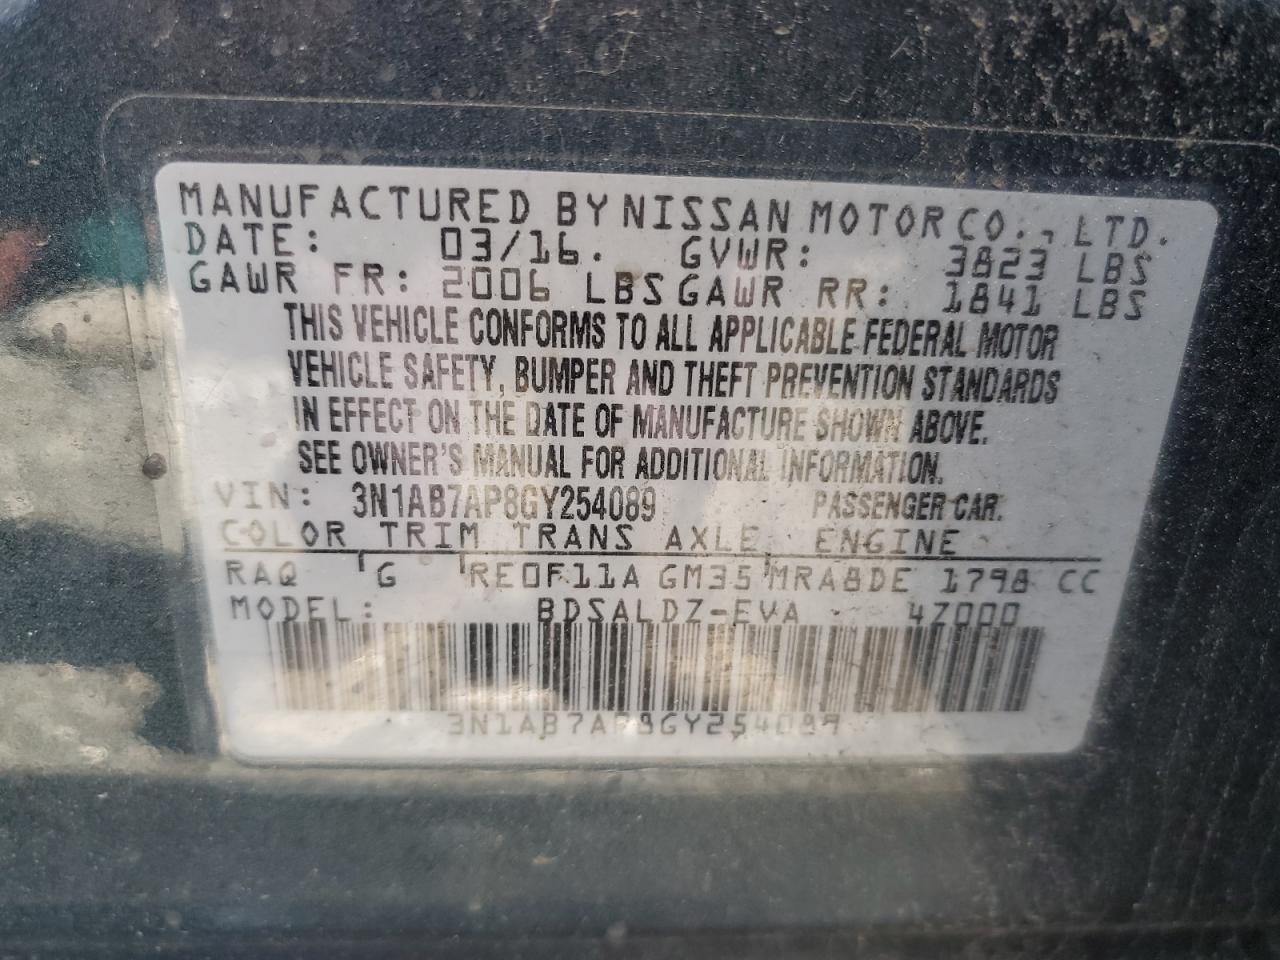 MANUFACTURED BY NISSAN MOTOR CO., LTD.
DATE: 03/16. GVWR: 3823 LBS
GAWR FR: 2006 LBS GAWR RR: 1841 LBS
THIS VEHICLE CONFORMS TO ALL APPLICABLE FEDERAL MOTOR
VEHICLE SAFETY, BUMPER AND THEFT PREVENTION STANDARDS
IN EFFECT ON THE DATE OF MANUFACTURE SHOWN ABOVE.
SEE OWNER'S MANUAL FOR ADDITIONAL INFORMATION.
VIN: 3N1AB7AP8GY254089 PASSENGER CAR.
COLOR TRIM TRANS AXLE ENGINE
RAQ G RE0F11A GM35 MRA8DE 1798 CC
MODEL: BDSALDZ-EVA 4Z000
3N1AB7AP8GY254089